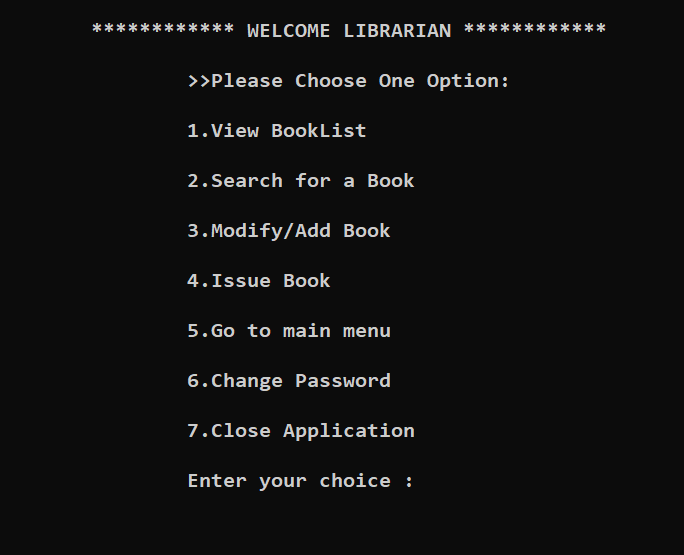 ************ WELCOME LIBRARIAN ************
>>Please Choose One Option:
1.View BookList
2.Search for a Book
3.Modify/Add Book
4.Issue Book
5.Go to main menu
6.Change Password
7.Close Application
Enter your choice :